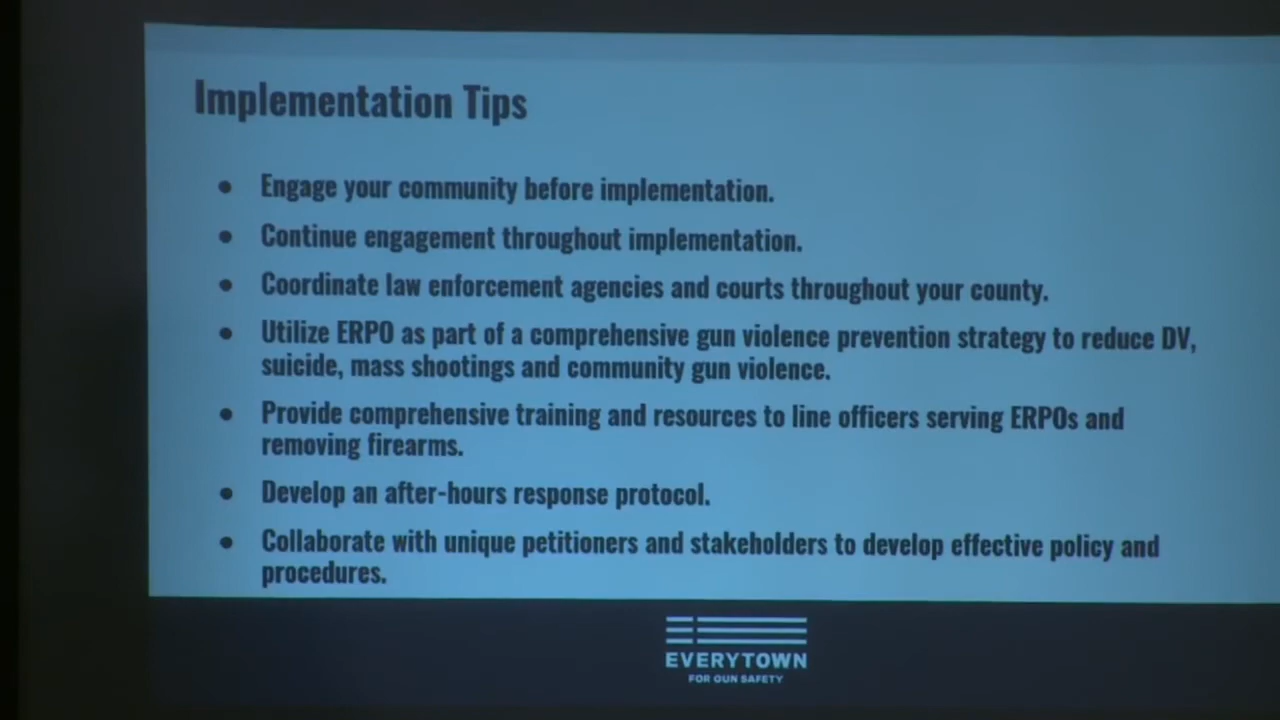 Implementation Tips
● Engage your community before implementation.
● Continue engagement throughout implementation.
● Coordinate law enforcement agencies and courts throughout your county.
● Utilize ERPO as part of a comprehensive gun violence prevention strategy to reduce DV,
suicide, mass shootings and community gun violence.
● Provide comprehensive training and resources to line officers serving ERPOs and
removing firearms.
● Develop an after-hours response protocol.
● Collaborate with unique petitioners and stakeholders to develop effective policy and
procedures.
EVERYTOWN
FOR GUN SAFETY